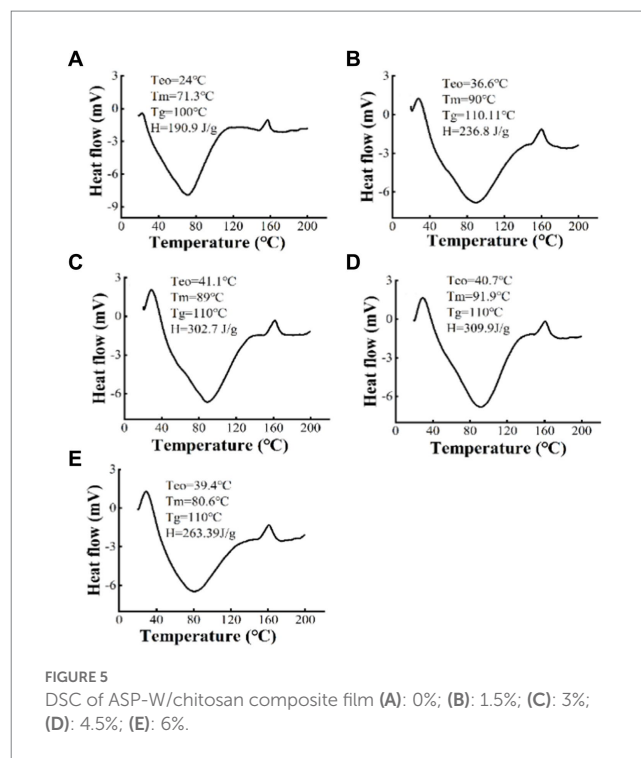 A
3
0
-3
-6
-9
Heat flow (mV)
Teo=24°C
Tm=71.3°C
Tg=100°C
H=190.9 J/g
0 40 80 120 160 200
Temperature (°C)
B
3
0
-3
-6
Heat flow (mV)
Teo=36.6°C
Tm=90°C
Tg=110.11°C
H=236.8 J/g
0 40 80 120 160 200
Temperature (°C)
C
3
0
-3
-6
Heat flow (mV)
Teo=41.1°C
Tm=89°C
Tg=110°C
H=302.7 J/g
0 40 80 120 160 200
Temperature (°C)
D
3
0
-3
-6
Heat flow (mV)
Teo=40.7°C
Tm=91.9°C
Tg=110°C
H=309.9J/g
0 40 80 120 160 200
Temperature (°C)
E
3
0
-3
-6
Heat flow (mV)
Teo=39.4°C
Tm=80.6°C
Tg=110°C
H=263.39J/g
0 40 80 120 160 200
Temperature (°C)
FIGURE 5
DSC of ASP-W/chitosan composite film (A): 0%; (B): 1.5%; (C): 3%;
(D): 4.5%; (E): 6%.